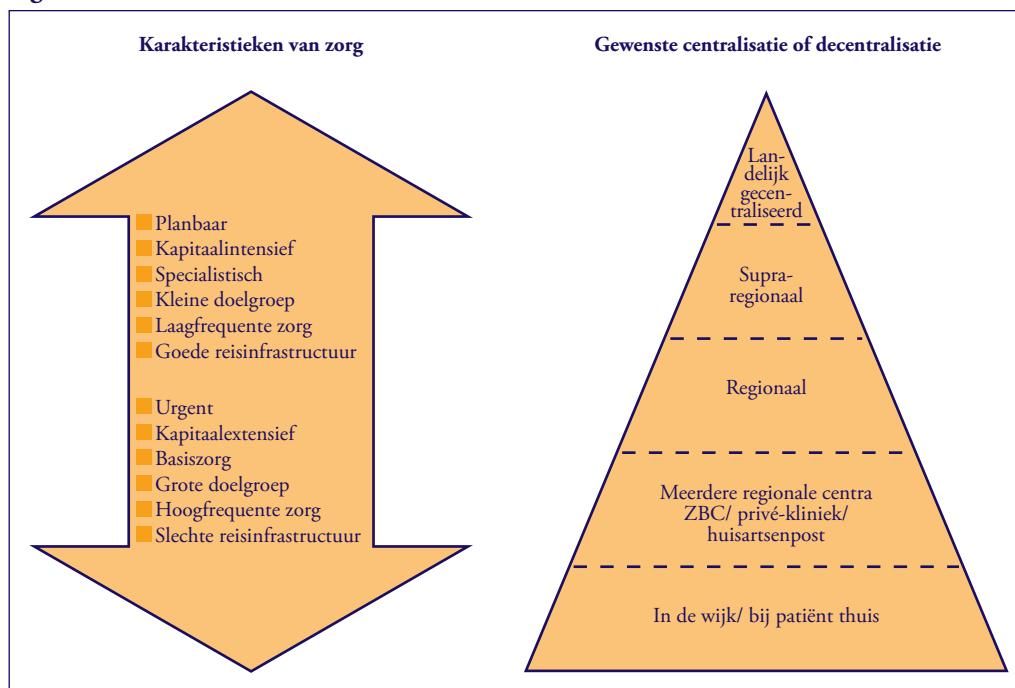 Karakteristieken van zorg
Planbaar
Kapitaalintensief
Specialistisch
Kleine doelgroep
Laagfrequente zorg
Goede reisinfrastructuur
Urgent
Kapitaalextensief
Basiszorg
Grote doelgroep
Hoogfrequente zorg
Slechte reisinfrastructuur
Gewenste centralisatie of decentralisatie
Lan-
delijk
gecen-
traliseerd
Supra-
regionaal
Regionaal
Meerdere regionale centra
ZBC/ privé-kliniek/
huisartsenpost
In de wijk/ bij patiënt thuis